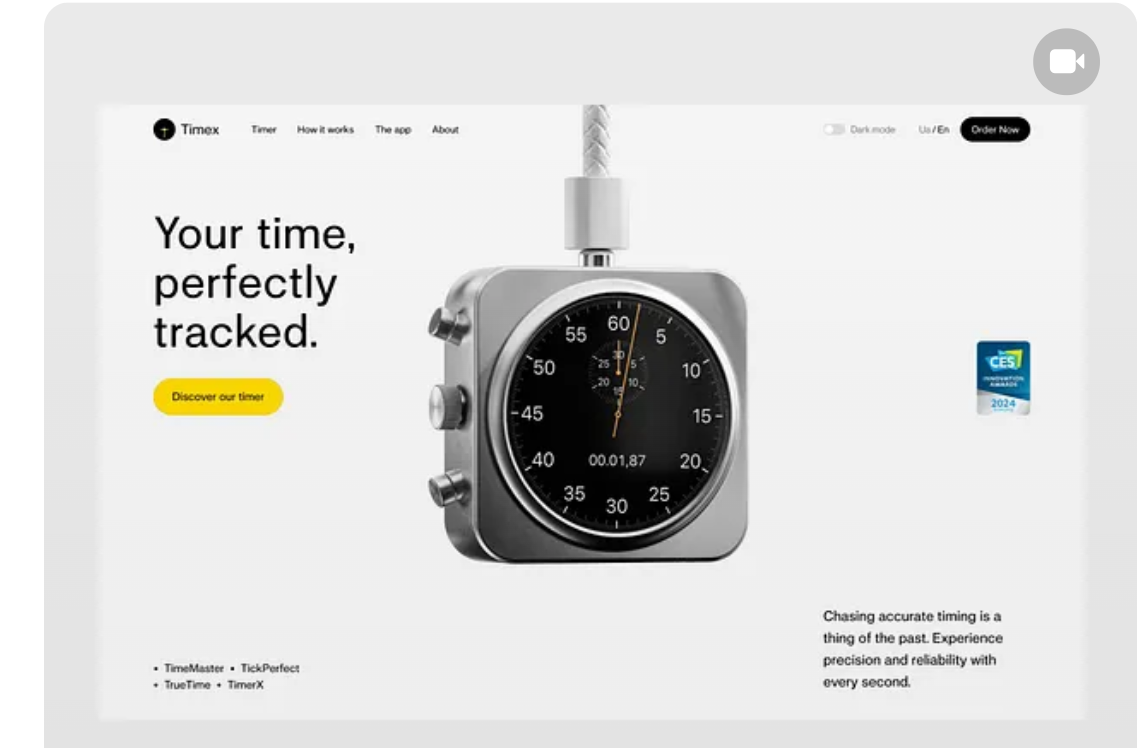 Timex
Timer How it works The app About
Dark mode Ua / En Order Now
Your time,
perfectly
tracked.
Discover our timer
60
55 5
50 10
45 15
40 20
35 25
30
30
25 5
20 10
15
00.01,87
CES
INNOVATION
AWARDS
2024
Chasing accurate timing is a
thing of the past. Experience
precision and reliability with
every second.
• TimeMaster • TickPerfect
• TrueTime • TimerX